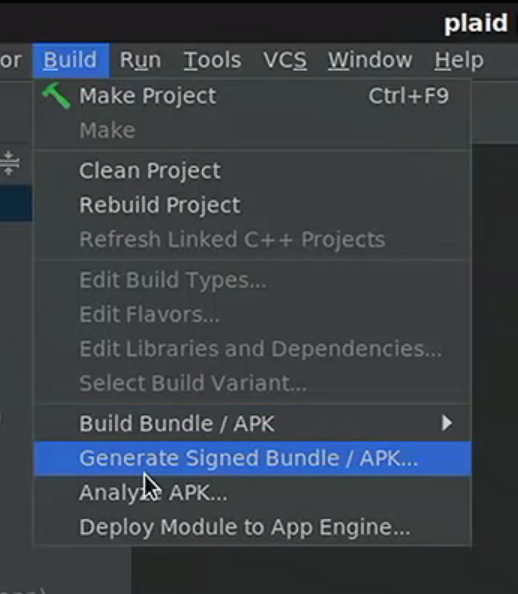 plaid
or Build Run Tools VCS Window Help
Make Project Ctrl+F9
Make
Clean Project
Rebuild Project
Refresh Linked C++ Projects
Edit Build Types...
Edit Flavors...
Edit Libraries and Dependencies...
Select Build Variant...
Build Bundle / APK
Generate Signed Bundle / APK...
Analyze APK...
Deploy Module to App Engine...